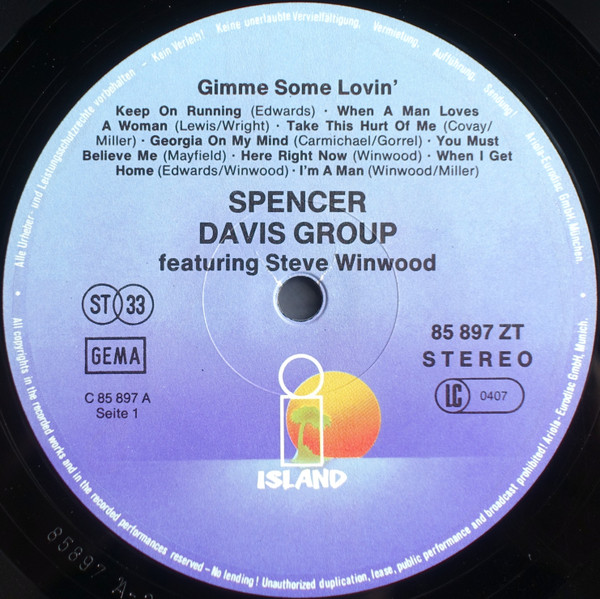 Alle Urheber- und Leistungsschutzrechte vorbehalten - Kein Verleih! Keine unerlaubte Vervielfältigung, Vermietung, Aufführung, Sendung! Ariola-Eurodisc GmbH, München.
Gimme Some Lovin'
Keep On Running (Edwards) · When A Man Loves
A Woman (Lewis/Wright) · Take This Hurt Of Me (Covay/
Miller) · Georgia On My Mind (Carmichael/Gorrel) · You Must
Believe Me (Mayfield) · Here Right Now (Winwood) · When I Get
Home (Edwards/Winwood) · I'm A Man (Winwood/Miller)
SPENCER
DAVIS GROUP
featuring Steve Winwood
ST 33
GEMA
C 85 897 A
Seite 1
85 897 ZT
STEREO
LC 0407
i
ISLAND
All copyrights in the recorded works and in the recorded performances reserved - No lending! Unauthorized duplication, lease, public performance and broadcast prohibited! Ariola-Eurodisc GmbH, Munich.
85897 A-